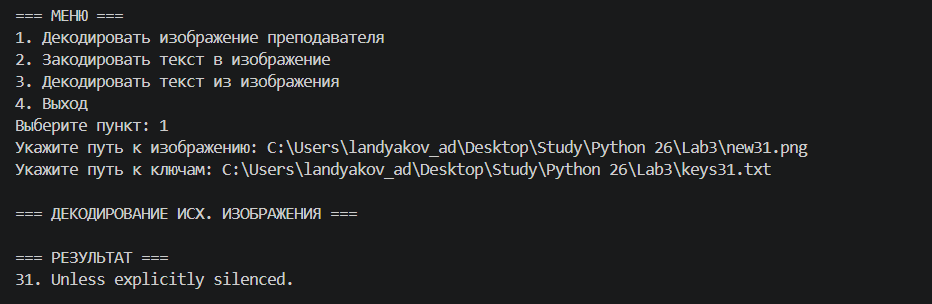 === МЕНЮ ===
1. Декодировать изображение преподавателя
2. Закодировать текст в изображение
3. Декодировать текст из изображения
4. Выход
Выберите пункт: 1
Укажите путь к изображению: C:\Users\landyakov_ad\Desktop\Study\Python 26\Lab3\new31.png
Укажите путь к ключам: C:\Users\landyakov_ad\Desktop\Study\Python 26\Lab3\keys31.txt
=== ДЕКОДИРОВАНИЕ ИСХ. ИЗОБРАЖЕНИЯ ===
=== РЕЗУЛЬТАТ ===
31. Unless explicitly silenced.